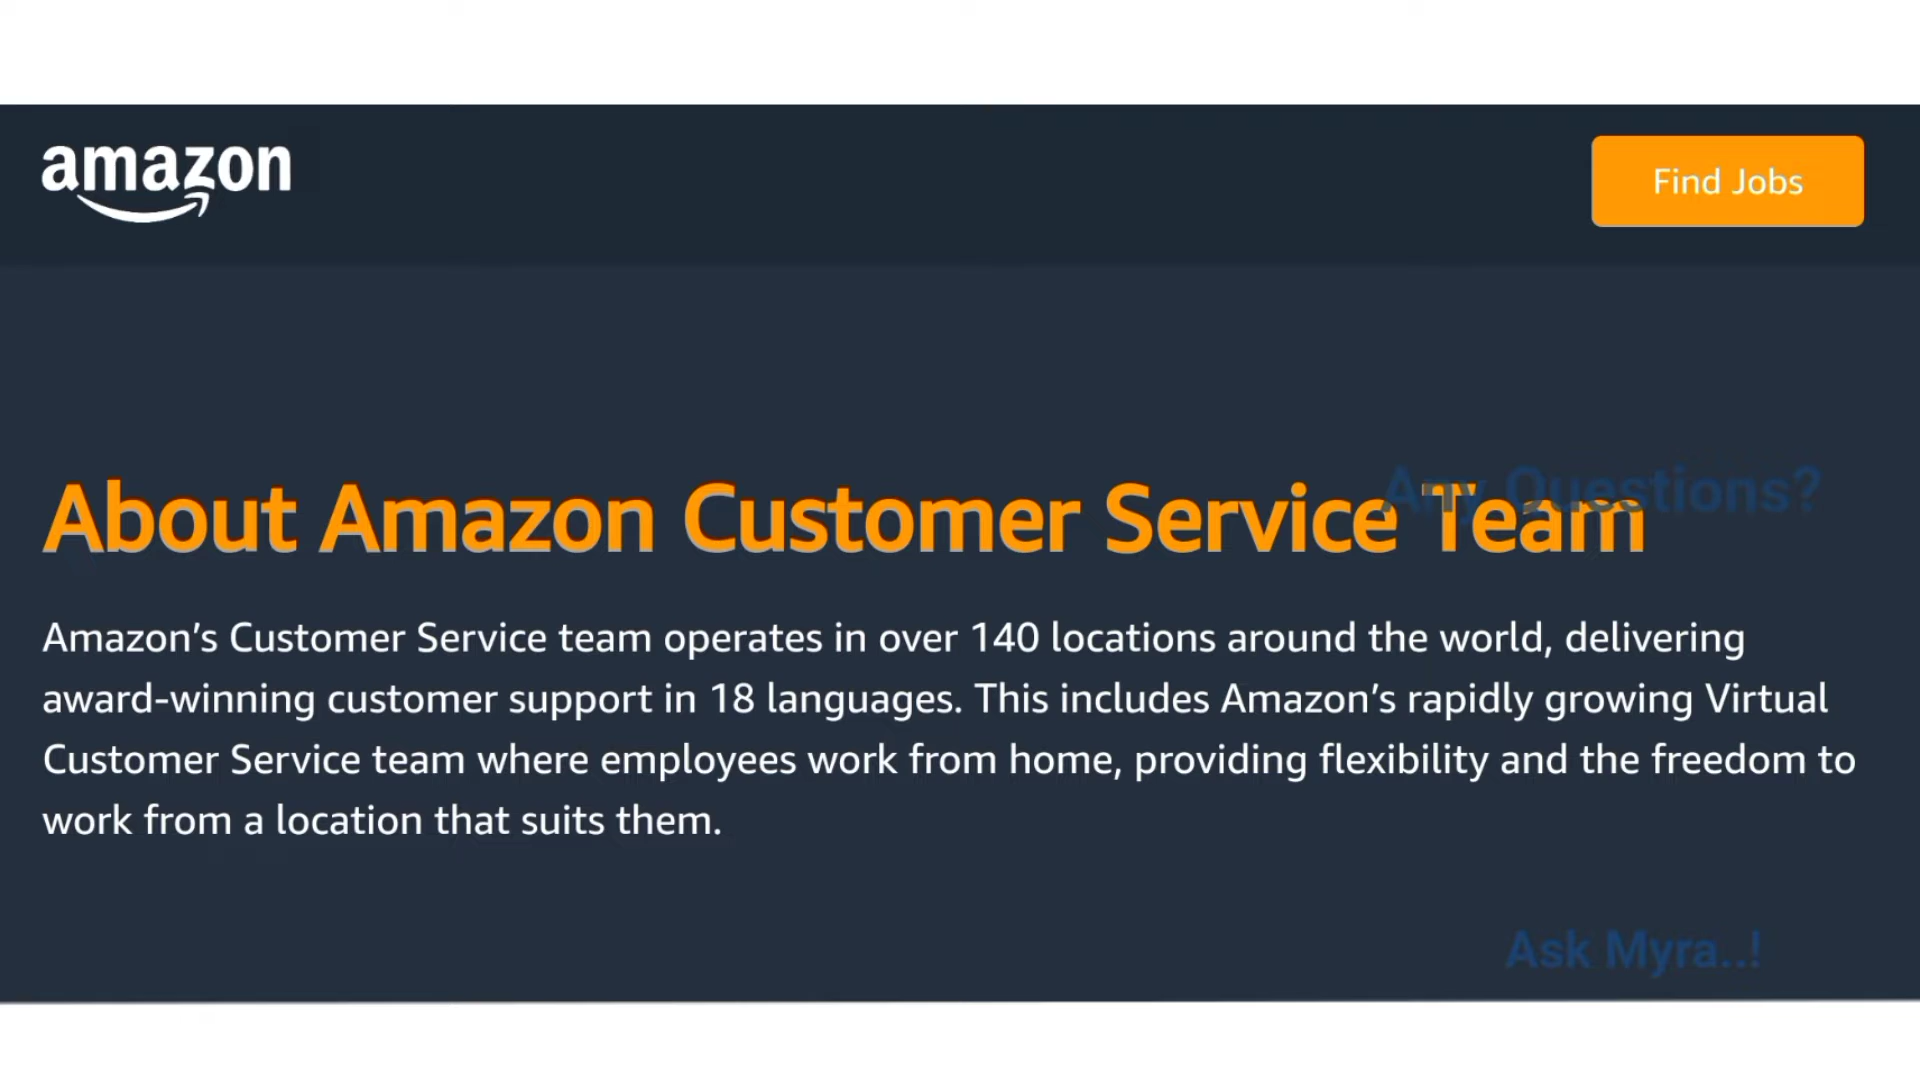 amazon
Find Jobs
Any Questions?
About Amazon Customer Service Team
Amazon’s Customer Service team operates in over 140 locations around the world, delivering
award-winning customer support in 18 languages. This includes Amazon’s rapidly growing Virtual
Customer Service team where employees work from home, providing flexibility and the freedom to
work from a location that suits them.
Ask Myra..!